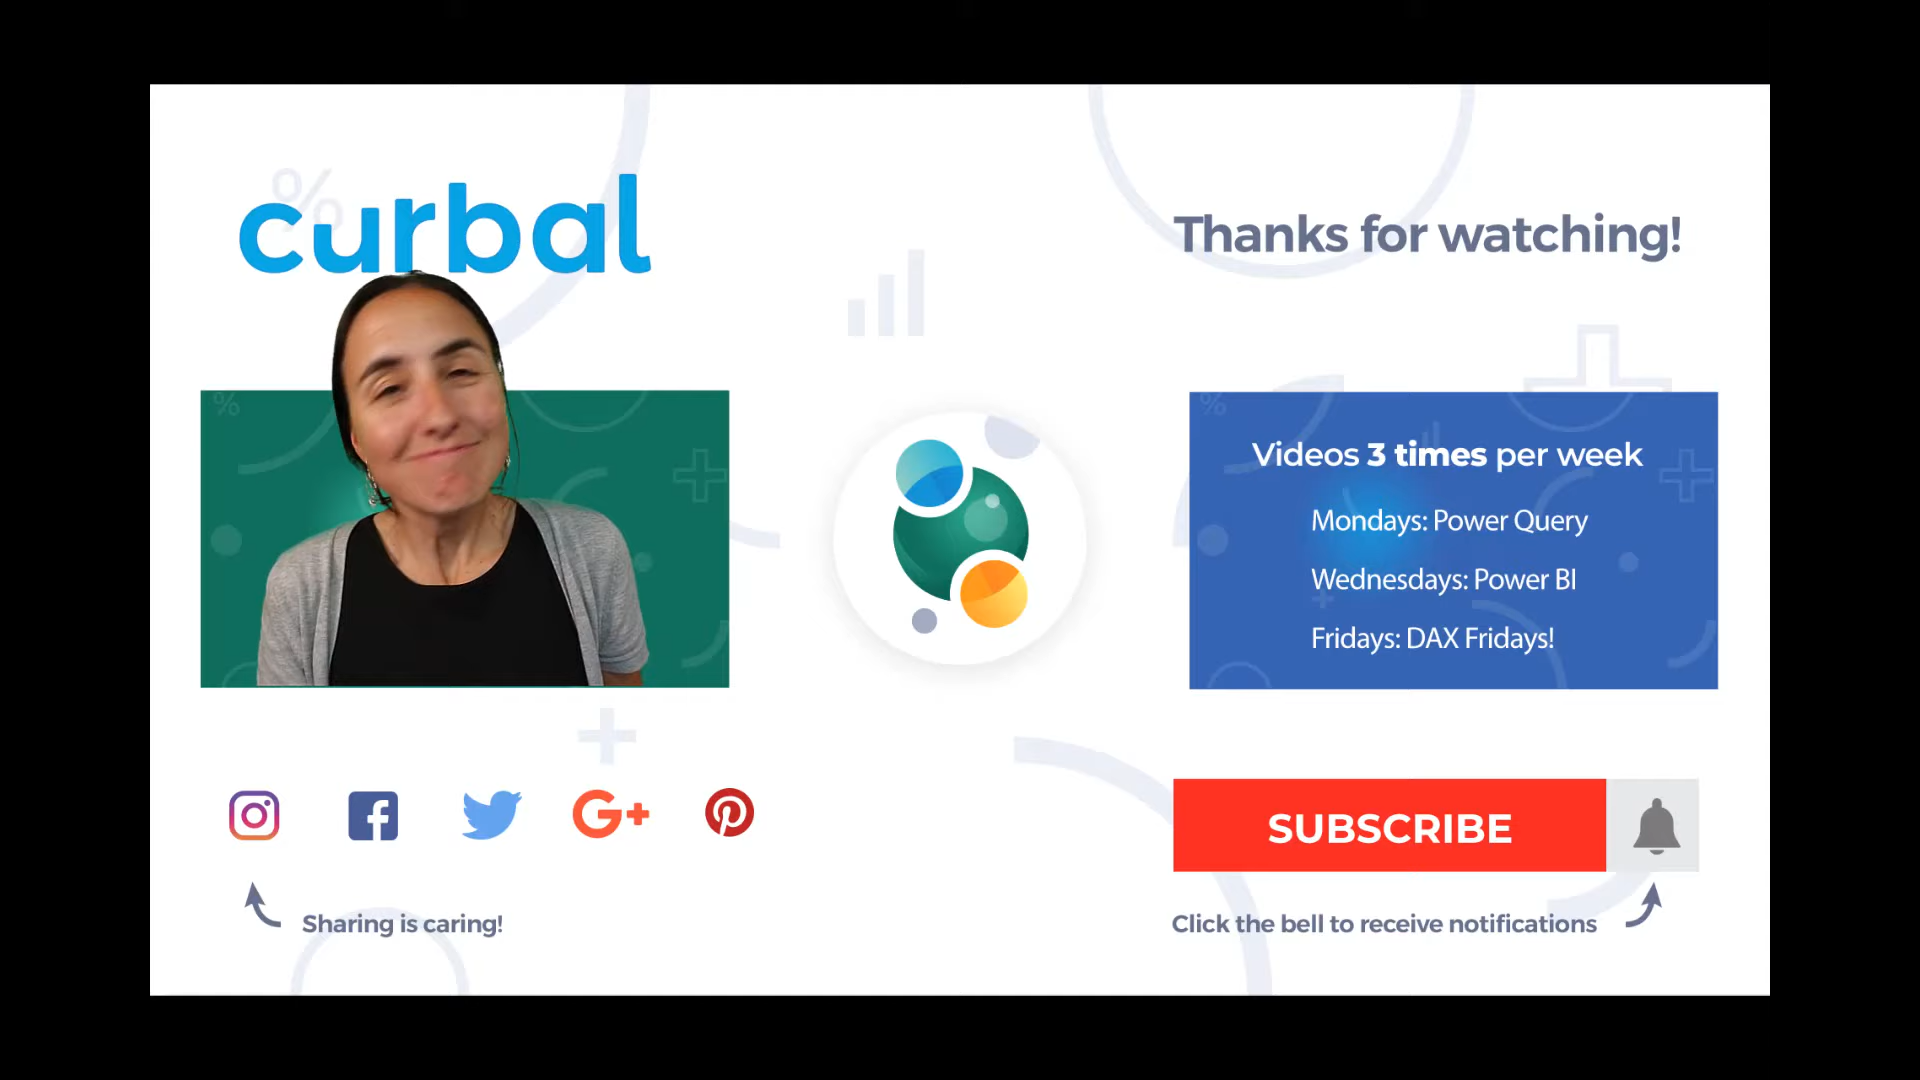 curbal
Thanks for watching!
Videos 3 times per week
Mondays: Power Query
Wednesdays: Power BI
Fridays: DAX Fridays!
SUBSCRIBE
Sharing is caring!
Click the bell to receive notifications